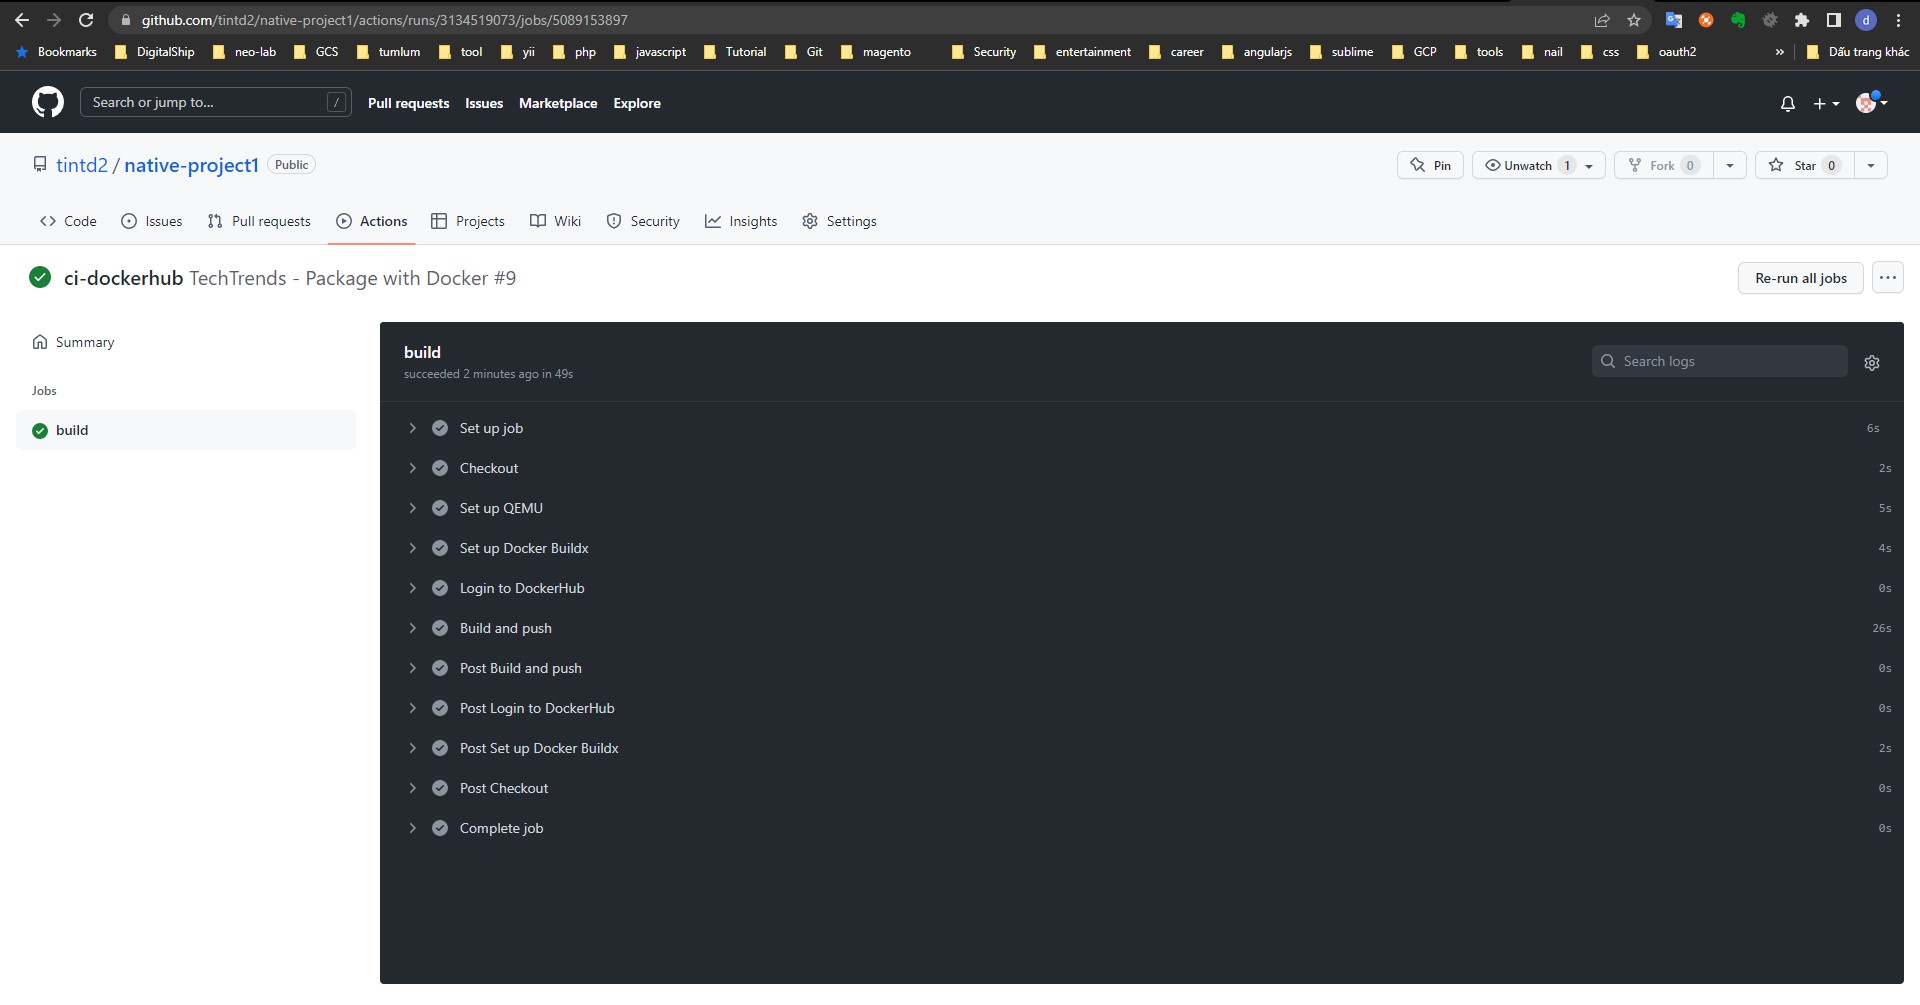 github.com/tintd2/native-project1/actions/runs/3134519073/jobs/5089153897
d
Bookmarks DigitalShip neo-lab GCS tumlum tool yii php javascript Tutorial Git magento Security entertainment career angularjs sublime GCP tools nail css oauth2 » Dấu trang khác
Search or jump to... / Pull requests Issues Marketplace Explore
tintd2 / native-project1 Public
Pin Unwatch 1 Fork 0 Star 0
Code Issues Pull requests Actions Projects Wiki Security Insights Settings
ci-dockerhub TechTrends - Package with Docker #9
Re-run all jobs
Summary
Jobs
build
build
succeeded 2 minutes ago in 49s
Search logs
Set up job 6s
Checkout 2s
Set up QEMU 5s
Set up Docker Buildx 4s
Login to DockerHub 0s
Build and push 26s
Post Build and push 0s
Post Login to DockerHub 0s
Post Set up Docker Buildx 2s
Post Checkout 0s
Complete job 0s